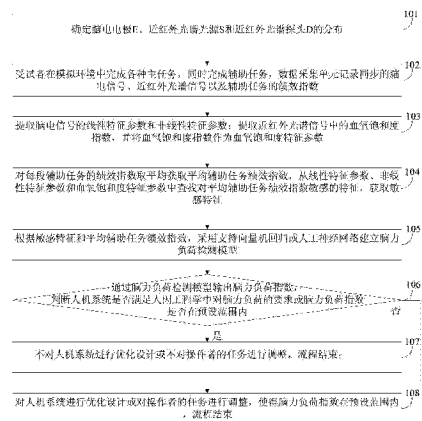 101
确定脑电电极E、近红外光谱光源S和近红外光谱探头D的分布
102
受试者在模拟环境中完成各种主任务，同时完成辅助任务，数据采集单元记录同步的脑
电信号、近红外光谱信号以及辅助任务的绩效指数
103
提取脑电信号的线性特征参数和非线性特征参数；提取近红外光谱信号中的血氧饱和度
指数，并将血氧饱和度指数作为血氧饱和度特征参数
104
对每段辅助任务的绩效指数取平均获取平均辅助任务绩效指数，从线性特征参数、非线
性特征参数和血氧饱和度特征参数中查找对平均辅助任务绩效指数敏感的特征，获取敏
感特征
105
根据敏感特征和平均辅助任务绩效指数，采用支持向量机回归或人工神经网络建立脑力
负荷检测模型
106
通过脑力负荷检测模型输出脑力负荷指数，
判断人机系统是否满足人因工程学中对脑力负荷的要求或脑力负荷指数
是否在预设范围内
否
是
107
不对人机系统进行优化设计或不对操作者的任务进行调整，流程结束；
108
对人机系统进行优化设计或对操作者的任务进行调整，使得脑力负荷指数在预设范围内
，流程结束